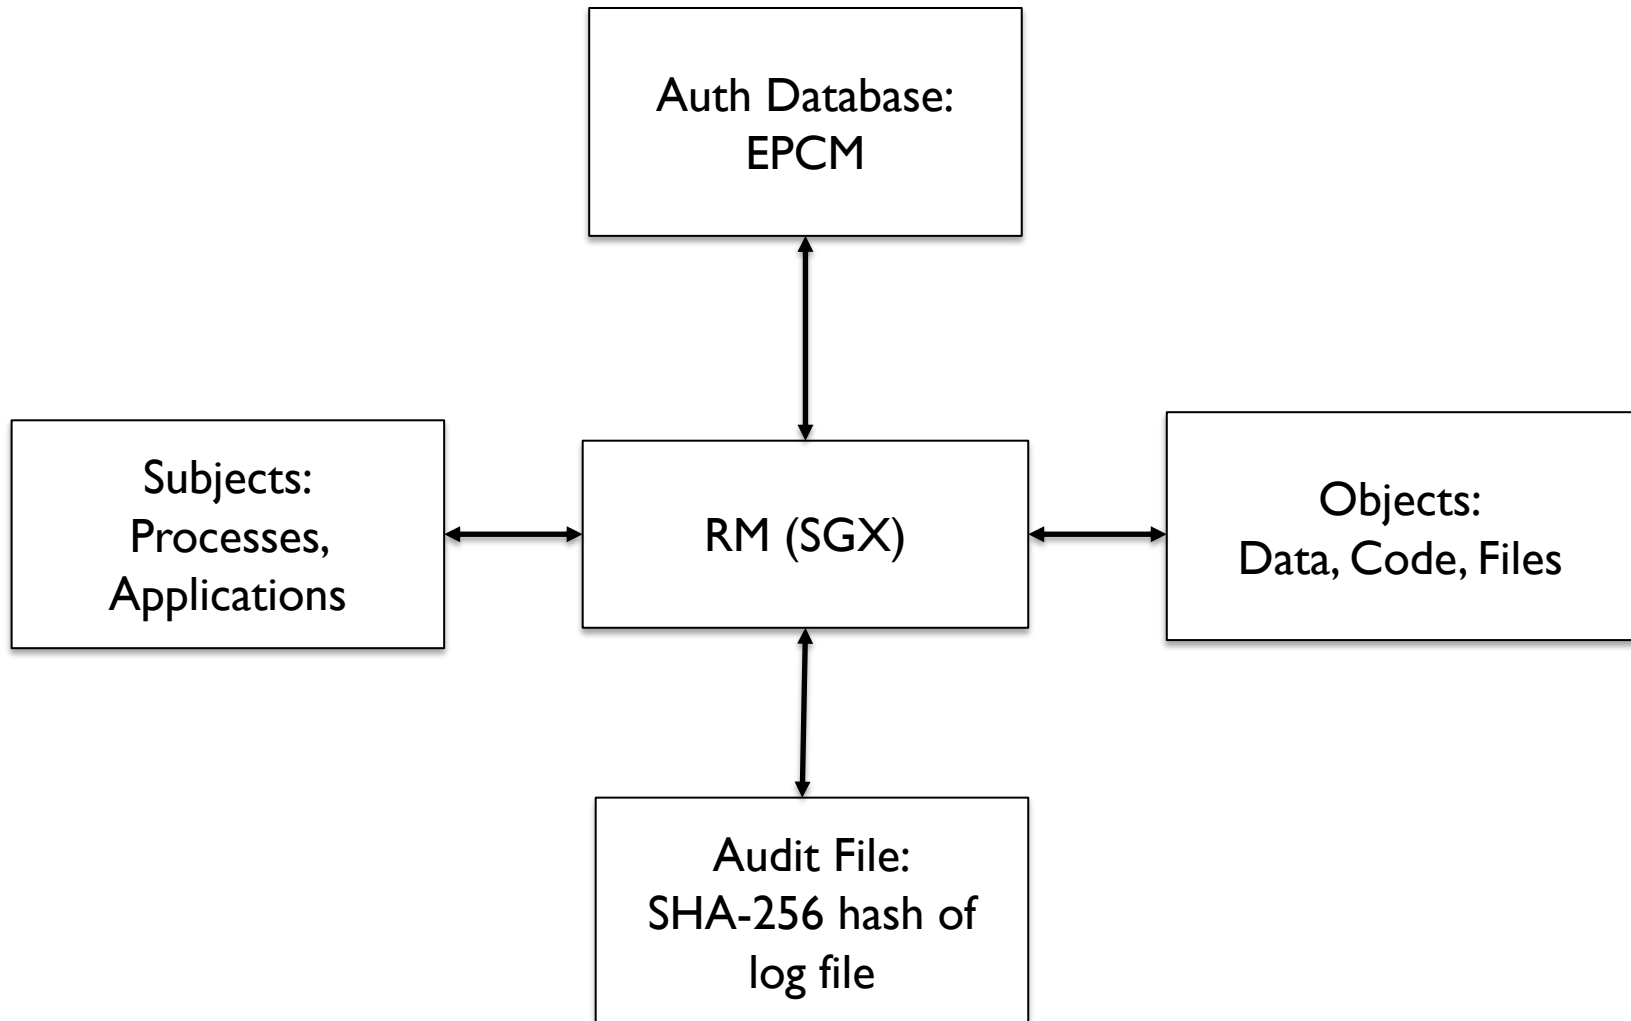 Auth Database:
EPCM
Subjects:
Processes,
Applications
RM (SGX)
Objects:
Data, Code, Files
Audit File:
SHA-256 hash of
log file